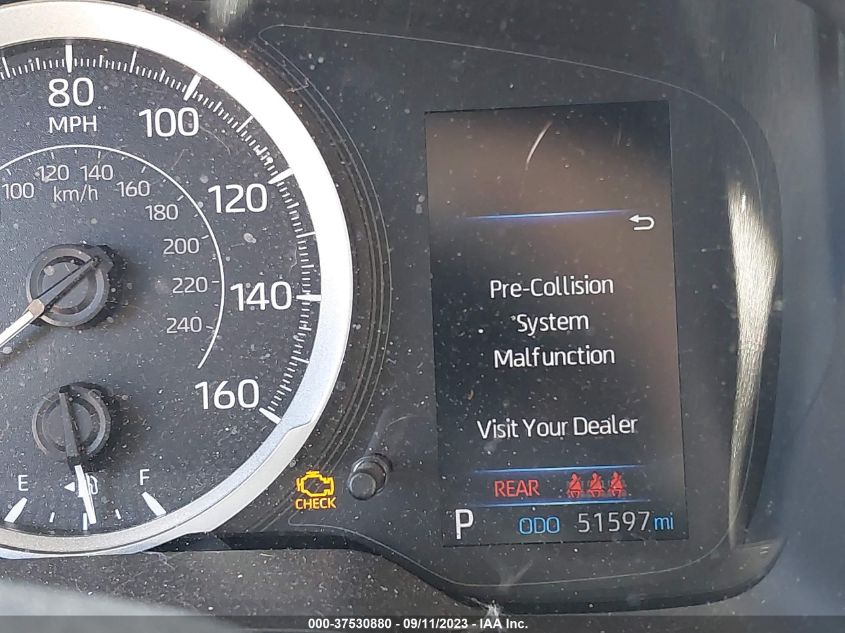 80
MPH
100
120
140
160
100 120 140 160
km/h
180
200
220
240
E F
CHECK
Pre-Collision
System
Malfunction
Visit Your Dealer
REAR
P ODO 51597 mi
000-37530880 - 09/11/2023 - IAA Inc.